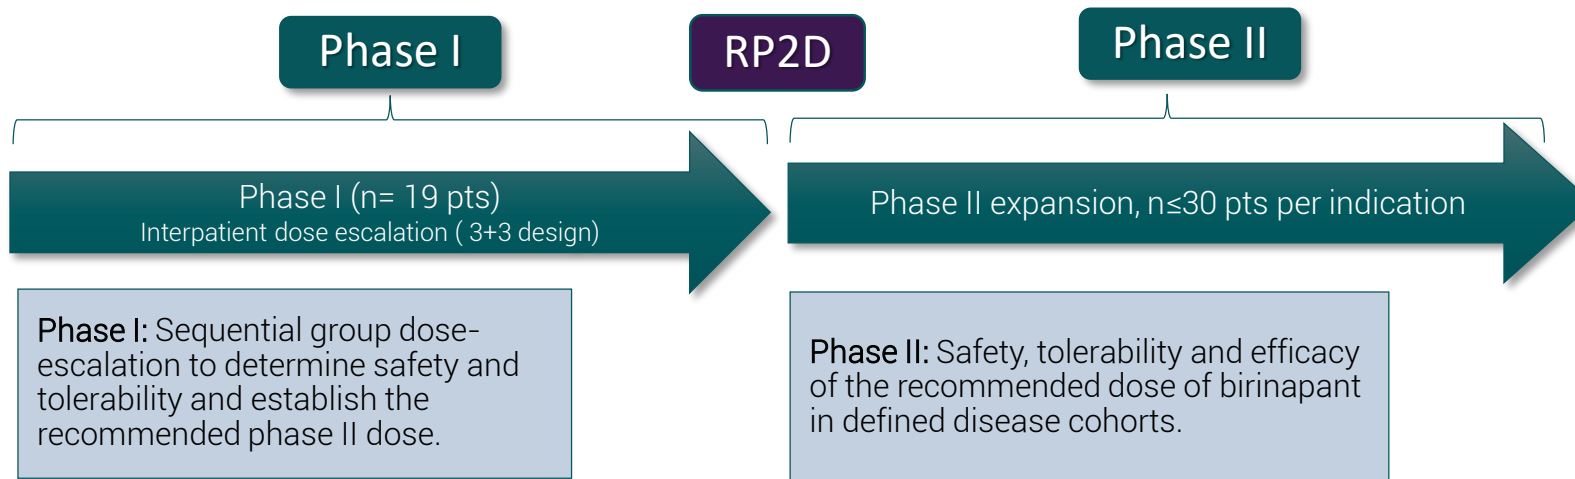 Phase I
RP2D
Phase II
Phase I (n= 19 pts)
Interpatient dose escalation ( 3+3 design)
Phase II expansion, n≤30 pts per indication
Phase I: Sequential group dose-
escalation to determine safety and
tolerability and establish the
recommended phase II dose.
Phase II: Safety, tolerability and efficacy
of the recommended dose of birinapant
in defined disease cohorts.